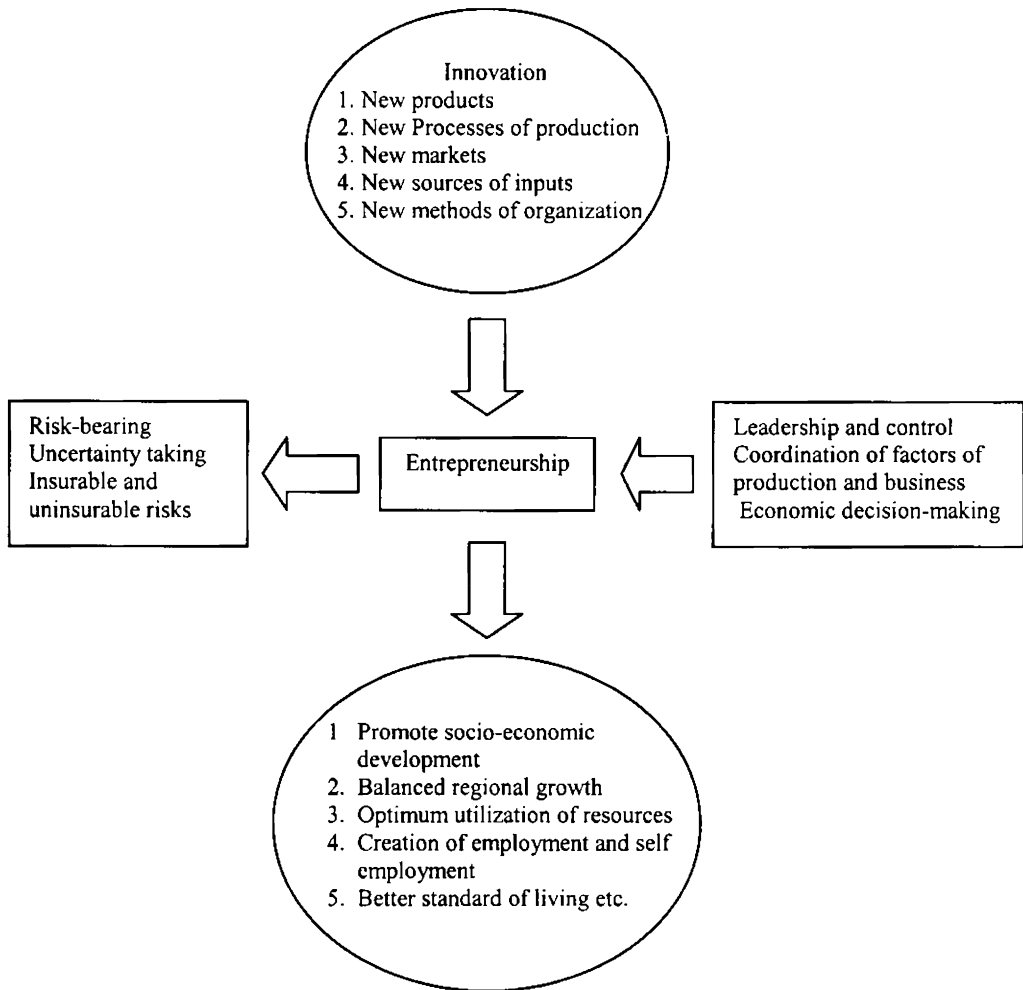 Innovation
1. New products
2. New Processes of production
3. New markets
4. New sources of inputs
5. New methods of organization
Risk-bearing
Uncertainty taking
Insurable and
uninsurable risks
Entrepreneurship
Leadership and control
Coordination of factors of
production and business
Economic decision-making
1 Promote socio-economic
development
2. Balanced regional growth
3. Optimum utilization of resources
4. Creation of employment and self
employment
5. Better standard of living etc.